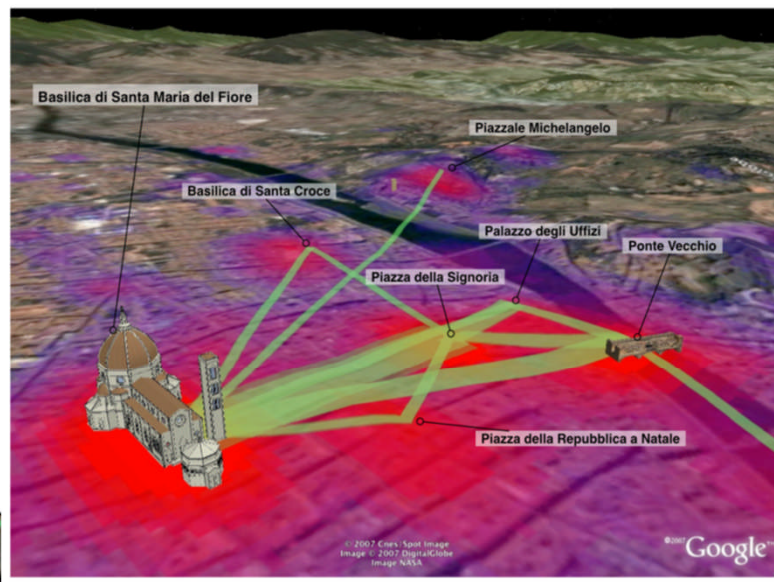 Basilica di Santa Maria del Fiore
Piazzale Michelangelo
Basilica di Santa Croce
Palazzo degli Uffizi
Ponte Vecchio
Piazza della Signoria
Piazza della Repubblica a Natale
© 2007 Cnes/Spot Image
Image © 2007 DigitalGlobe
Image NASA
©2007 Google™